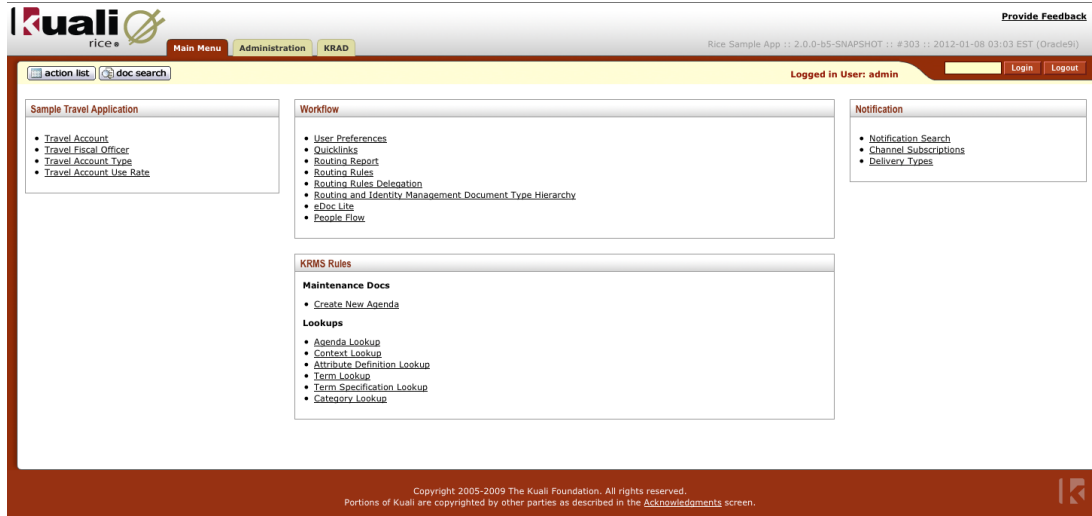 Kuali
rice
Provide Feedback
Main Menu
Administration
KRAD
Rice Sample App :: 2.0.0-b5-SNAPSHOT :: #303 :: 2012-01-08 03:03 EST (Oracle9i)
action list
doc search
Logged in User: admin
Login
Logout
Sample Travel Application
Travel Account
Travel Fiscal Officer
Travel Account Type
Travel Account Use Rate
Workflow
User Preferences
Quicklinks
Routing Report
Routing Rules
Routing Rules Delegation
Routing and Identity Management Document Type Hierarchy
eDoc Lite
People Flow
KRMS Rules
Maintenance Docs
Create New Agenda
Lookups
Agenda Lookup
Context Lookup
Attribute Definition Lookup
Term Lookup
Term Specification Lookup
Category Lookup
Notification
Notification Search
Channel Subscriptions
Delivery Types
Copyright 2005-2009 The Kuali Foundation. All rights reserved.
Portions of Kuali are copyrighted by other parties as described in the Acknowledgments screen.